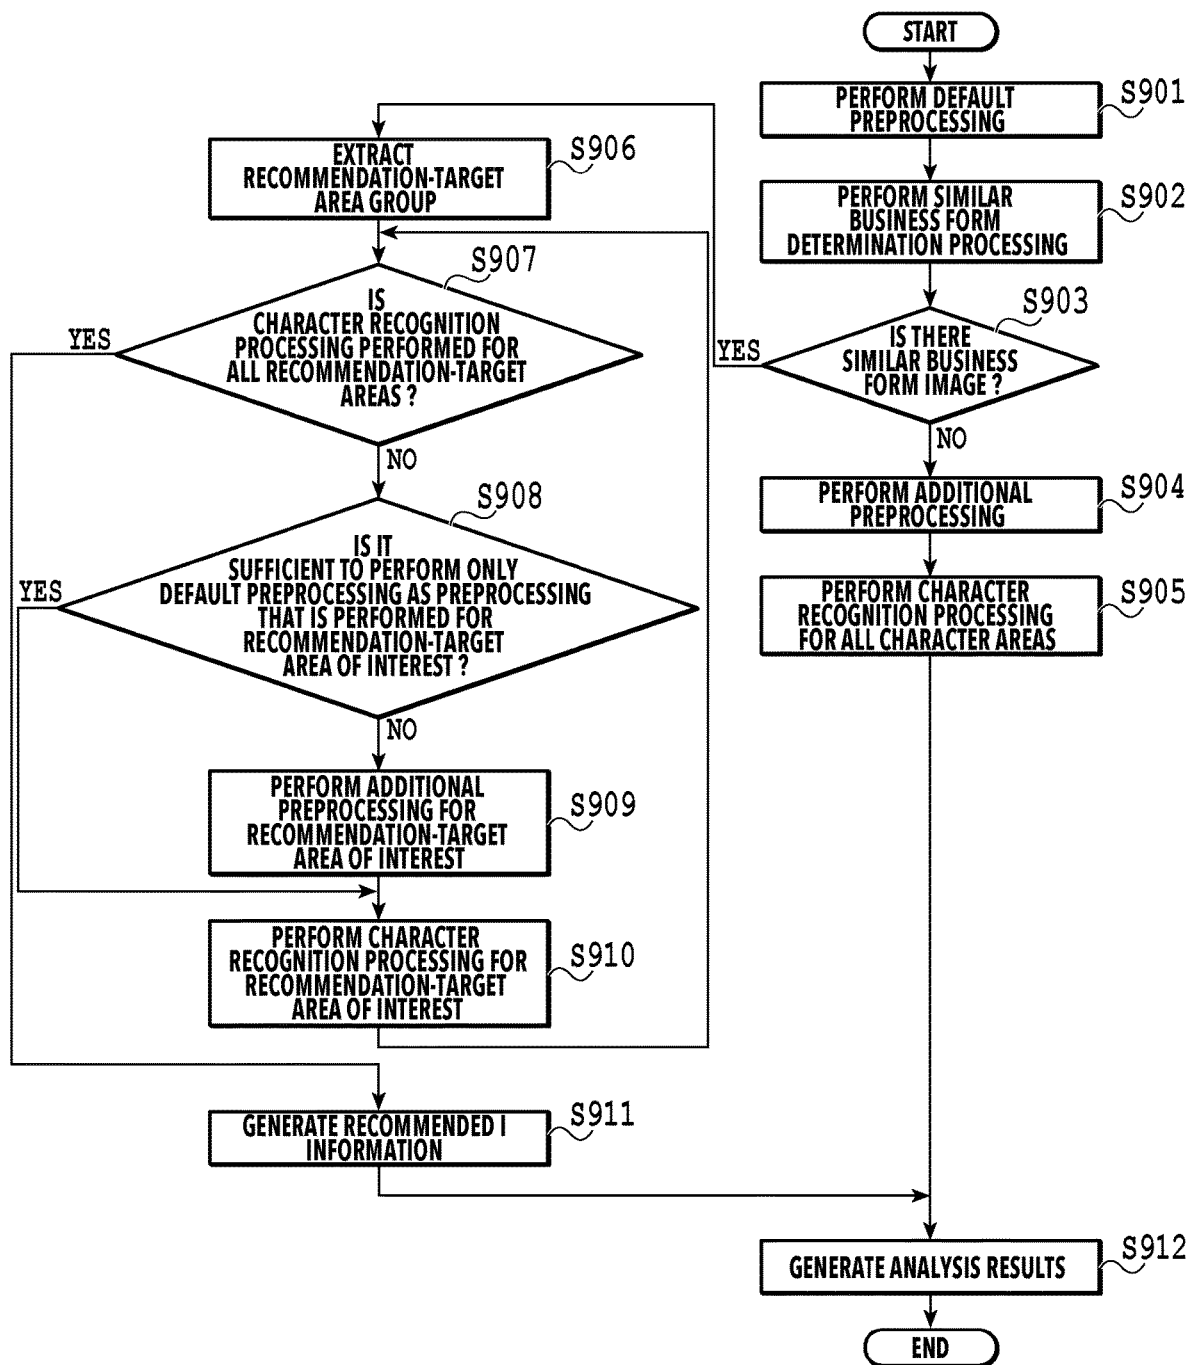 START
PERFORM DEFAULT
PREPROCESSING
S901
PERFORM SIMILAR
BUSINESS FORM
DETERMINATION PROCESSING
S902
IS THERE
SIMILAR BUSINESS
FORM IMAGE ?
S903
YES
NO
PERFORM ADDITIONAL
PREPROCESSING
S904
PERFORM CHARACTER
RECOGNITION PROCESSING
FOR ALL CHARACTER AREAS
S905
EXTRACT
RECOMMENDATION-TARGET
AREA GROUP
S906
IS
CHARACTER RECOGNITION
PROCESSING PERFORMED FOR
ALL RECOMMENDATION-TARGET
AREAS ?
S907
YES
NO
IS IT
SUFFICIENT TO PERFORM ONLY
DEFAULT PREPROCESSING AS PREPROCESSING
THAT IS PERFORMED FOR
RECOMMENDATION-TARGET
AREA OF INTEREST ?
S908
YES
NO
PERFORM ADDITIONAL
PREPROCESSING FOR
RECOMMENDATION-TARGET
AREA OF INTEREST
S909
PERFORM CHARACTER
RECOGNITION PROCESSING FOR
RECOMMENDATION-TARGET
AREA OF INTEREST
S910
GENERATE RECOMMENDED I
INFORMATION
S911
GENERATE ANALYSIS RESULTS
S912
END